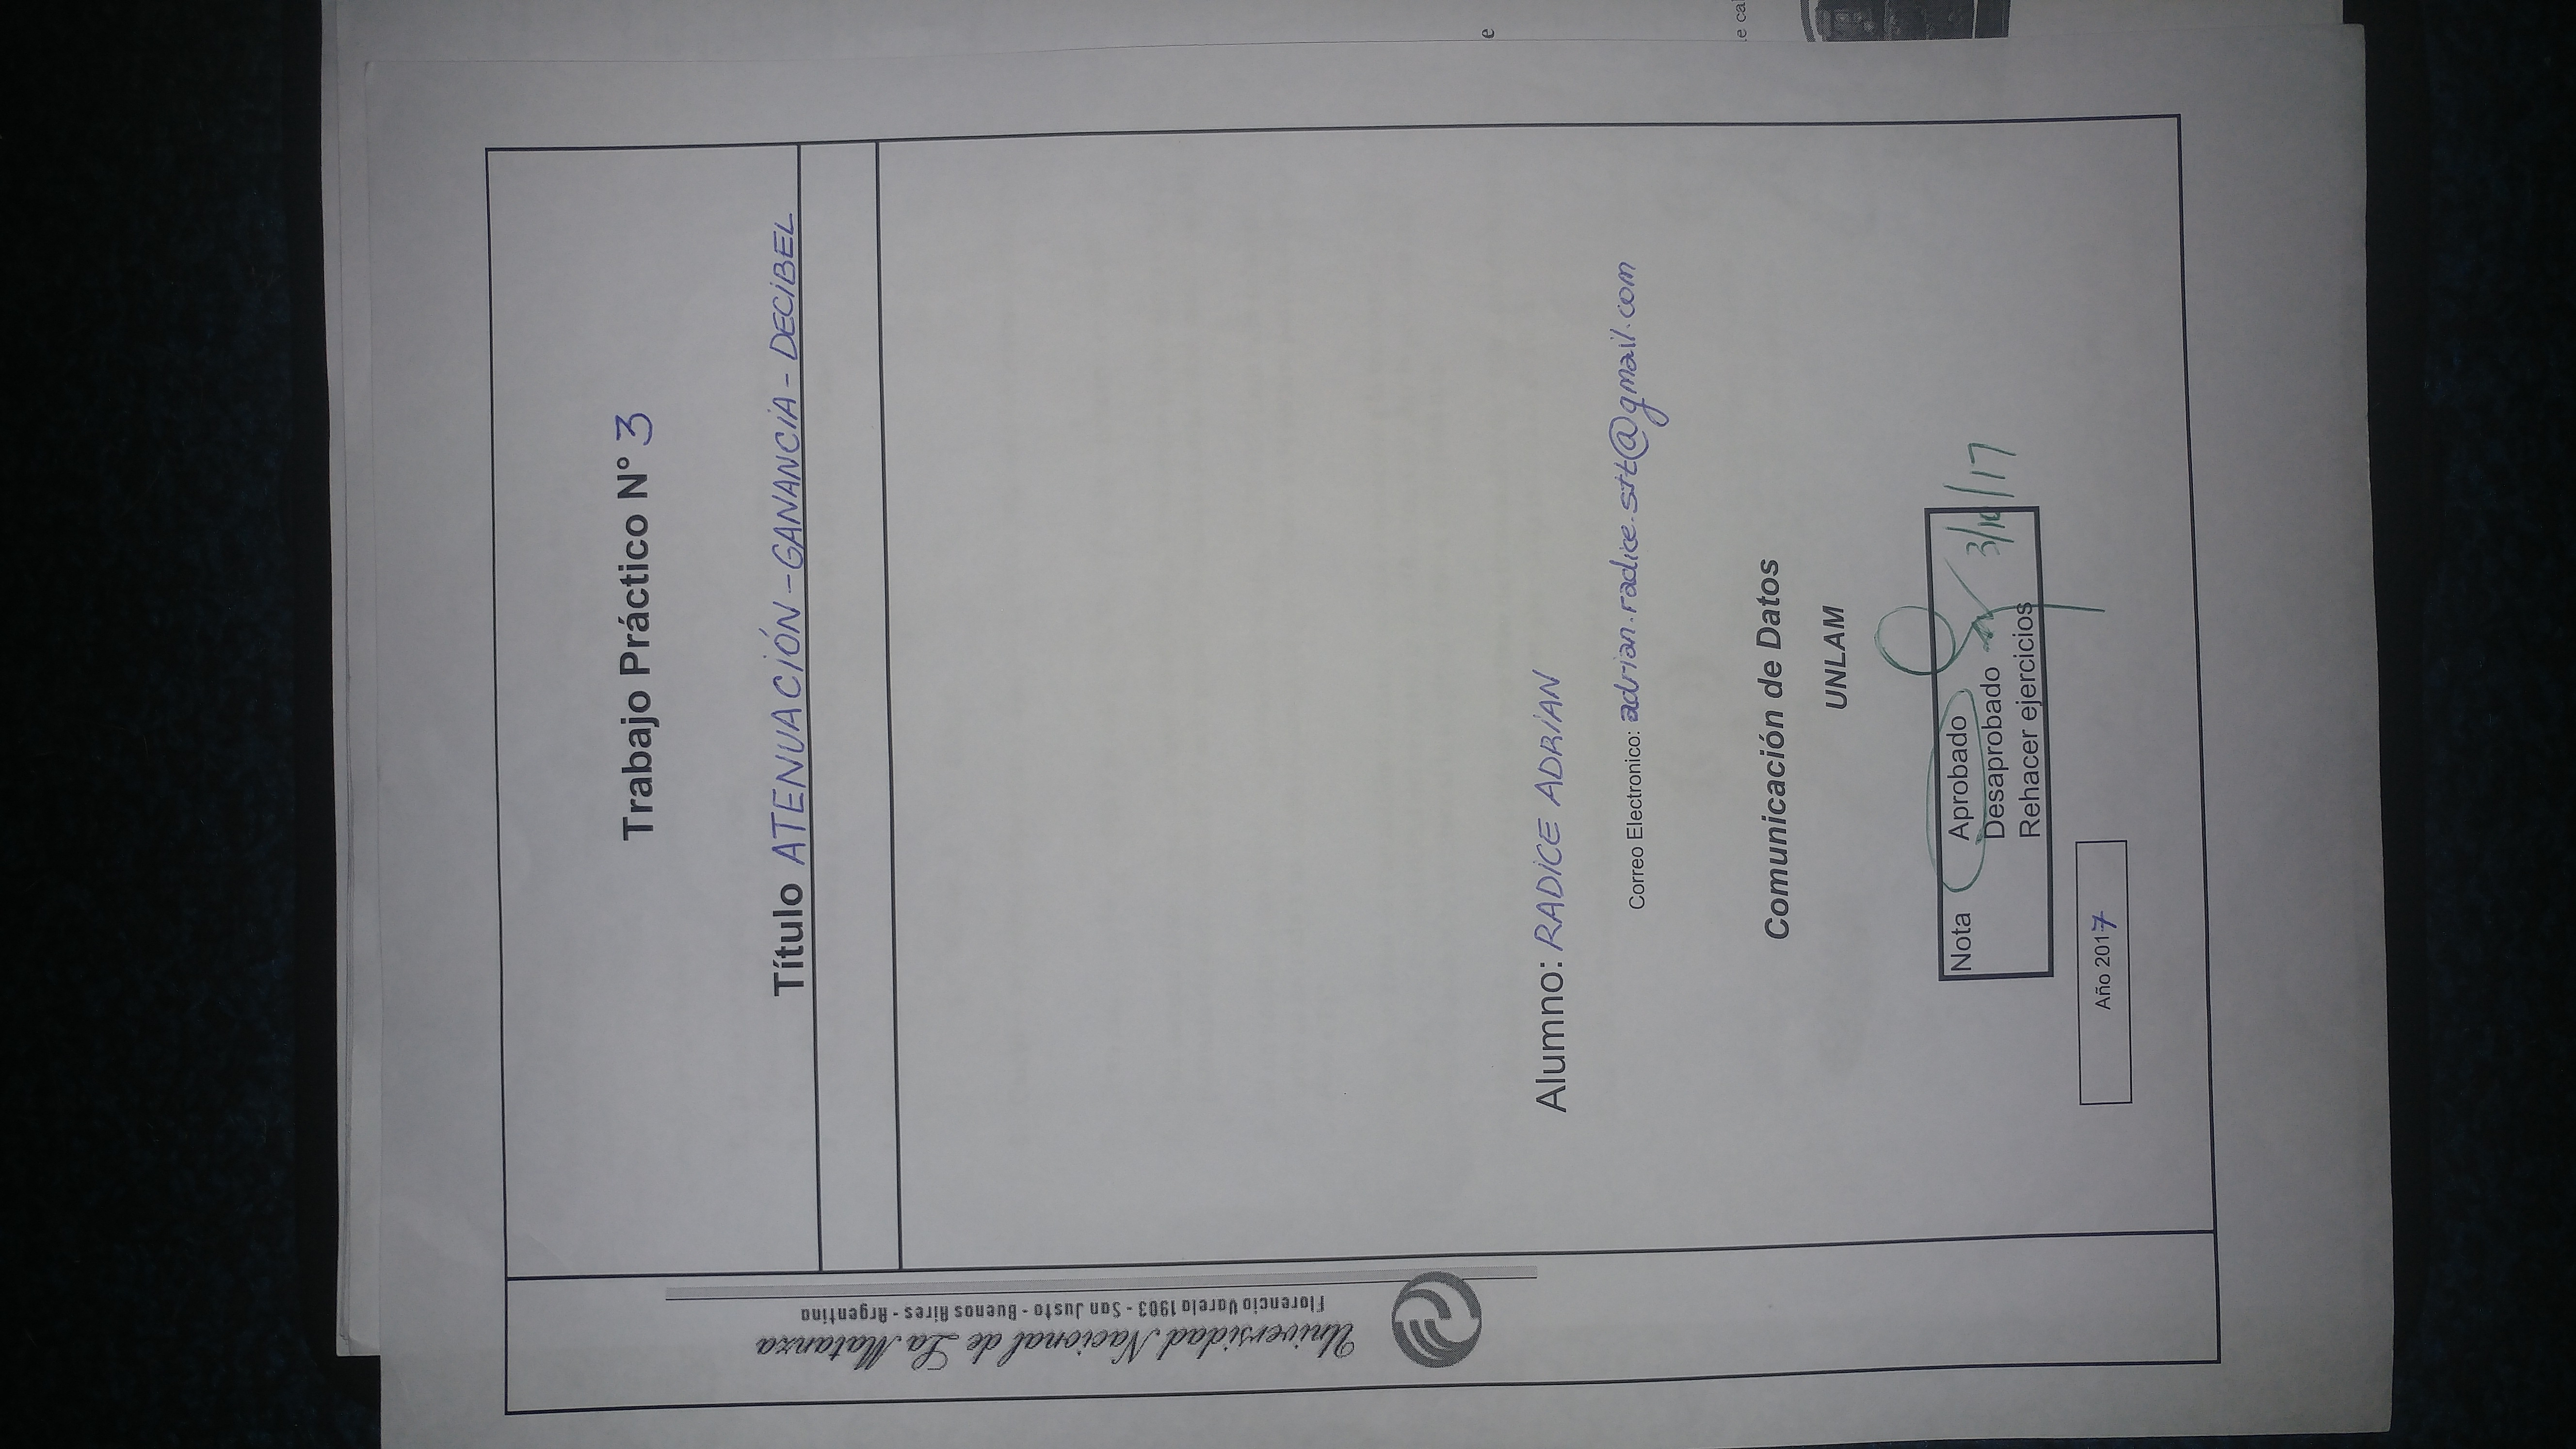 Trabajo Práctico N° 3
Título ATENUACIÓN - GANANCIA - DECIBEL
Universidad Nacional de La Matanza
Florencio Varela 1903 - San Justo - Buenos Aires - Argentina
Alumno: RADICE ADRIAN
Correo Electronico: adrian.radice.stt@gmail.com
Comunicación de Datos
UNLAM
Nota Aprobado
Desaprobado 3/10/17
Rehacer ejercicios
Año 2017
e